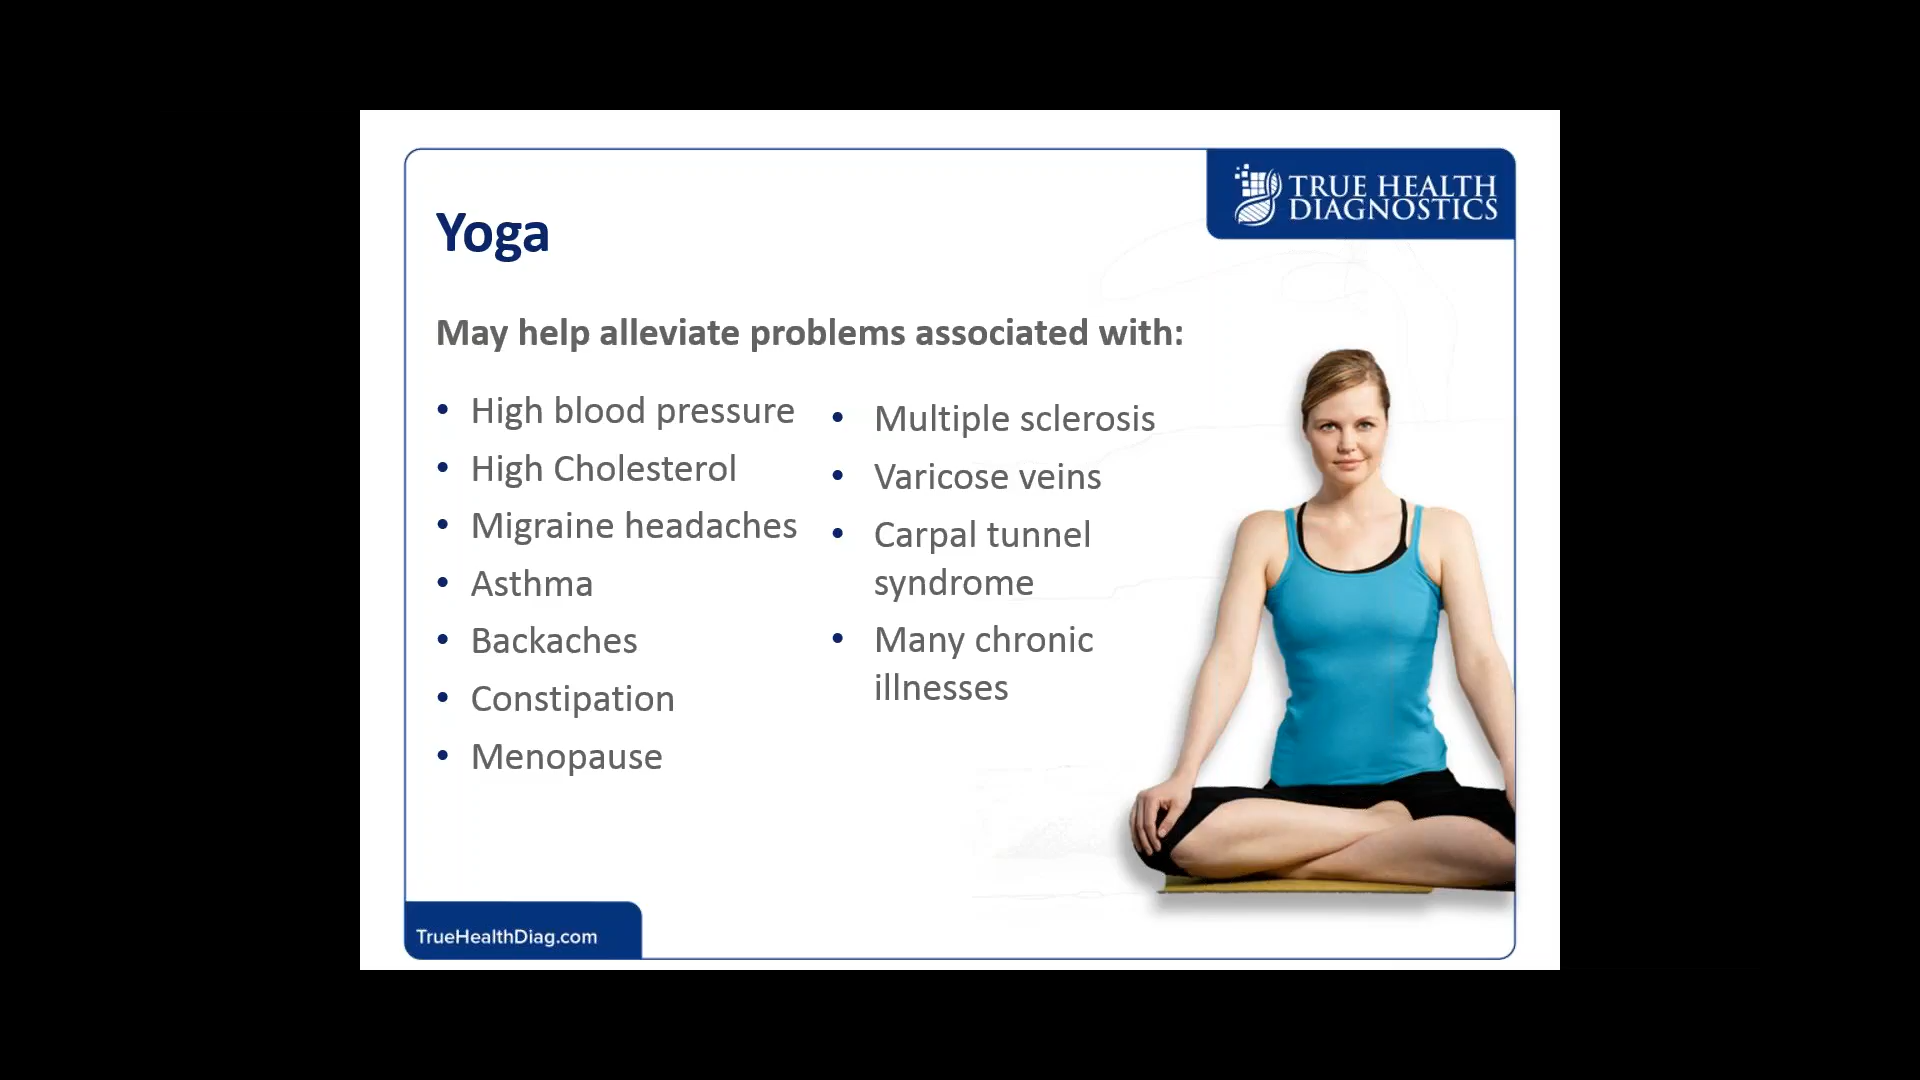 TRUE HEALTH
DIAGNOSTICS
Yoga
May help alleviate problems associated with:
• High blood pressure
• High Cholesterol
• Migraine headaches
• Asthma
• Backaches
• Constipation
• Menopause
• Multiple sclerosis
• Varicose veins
• Carpal tunnel
syndrome
• Many chronic
illnesses
TrueHealthDiag.com